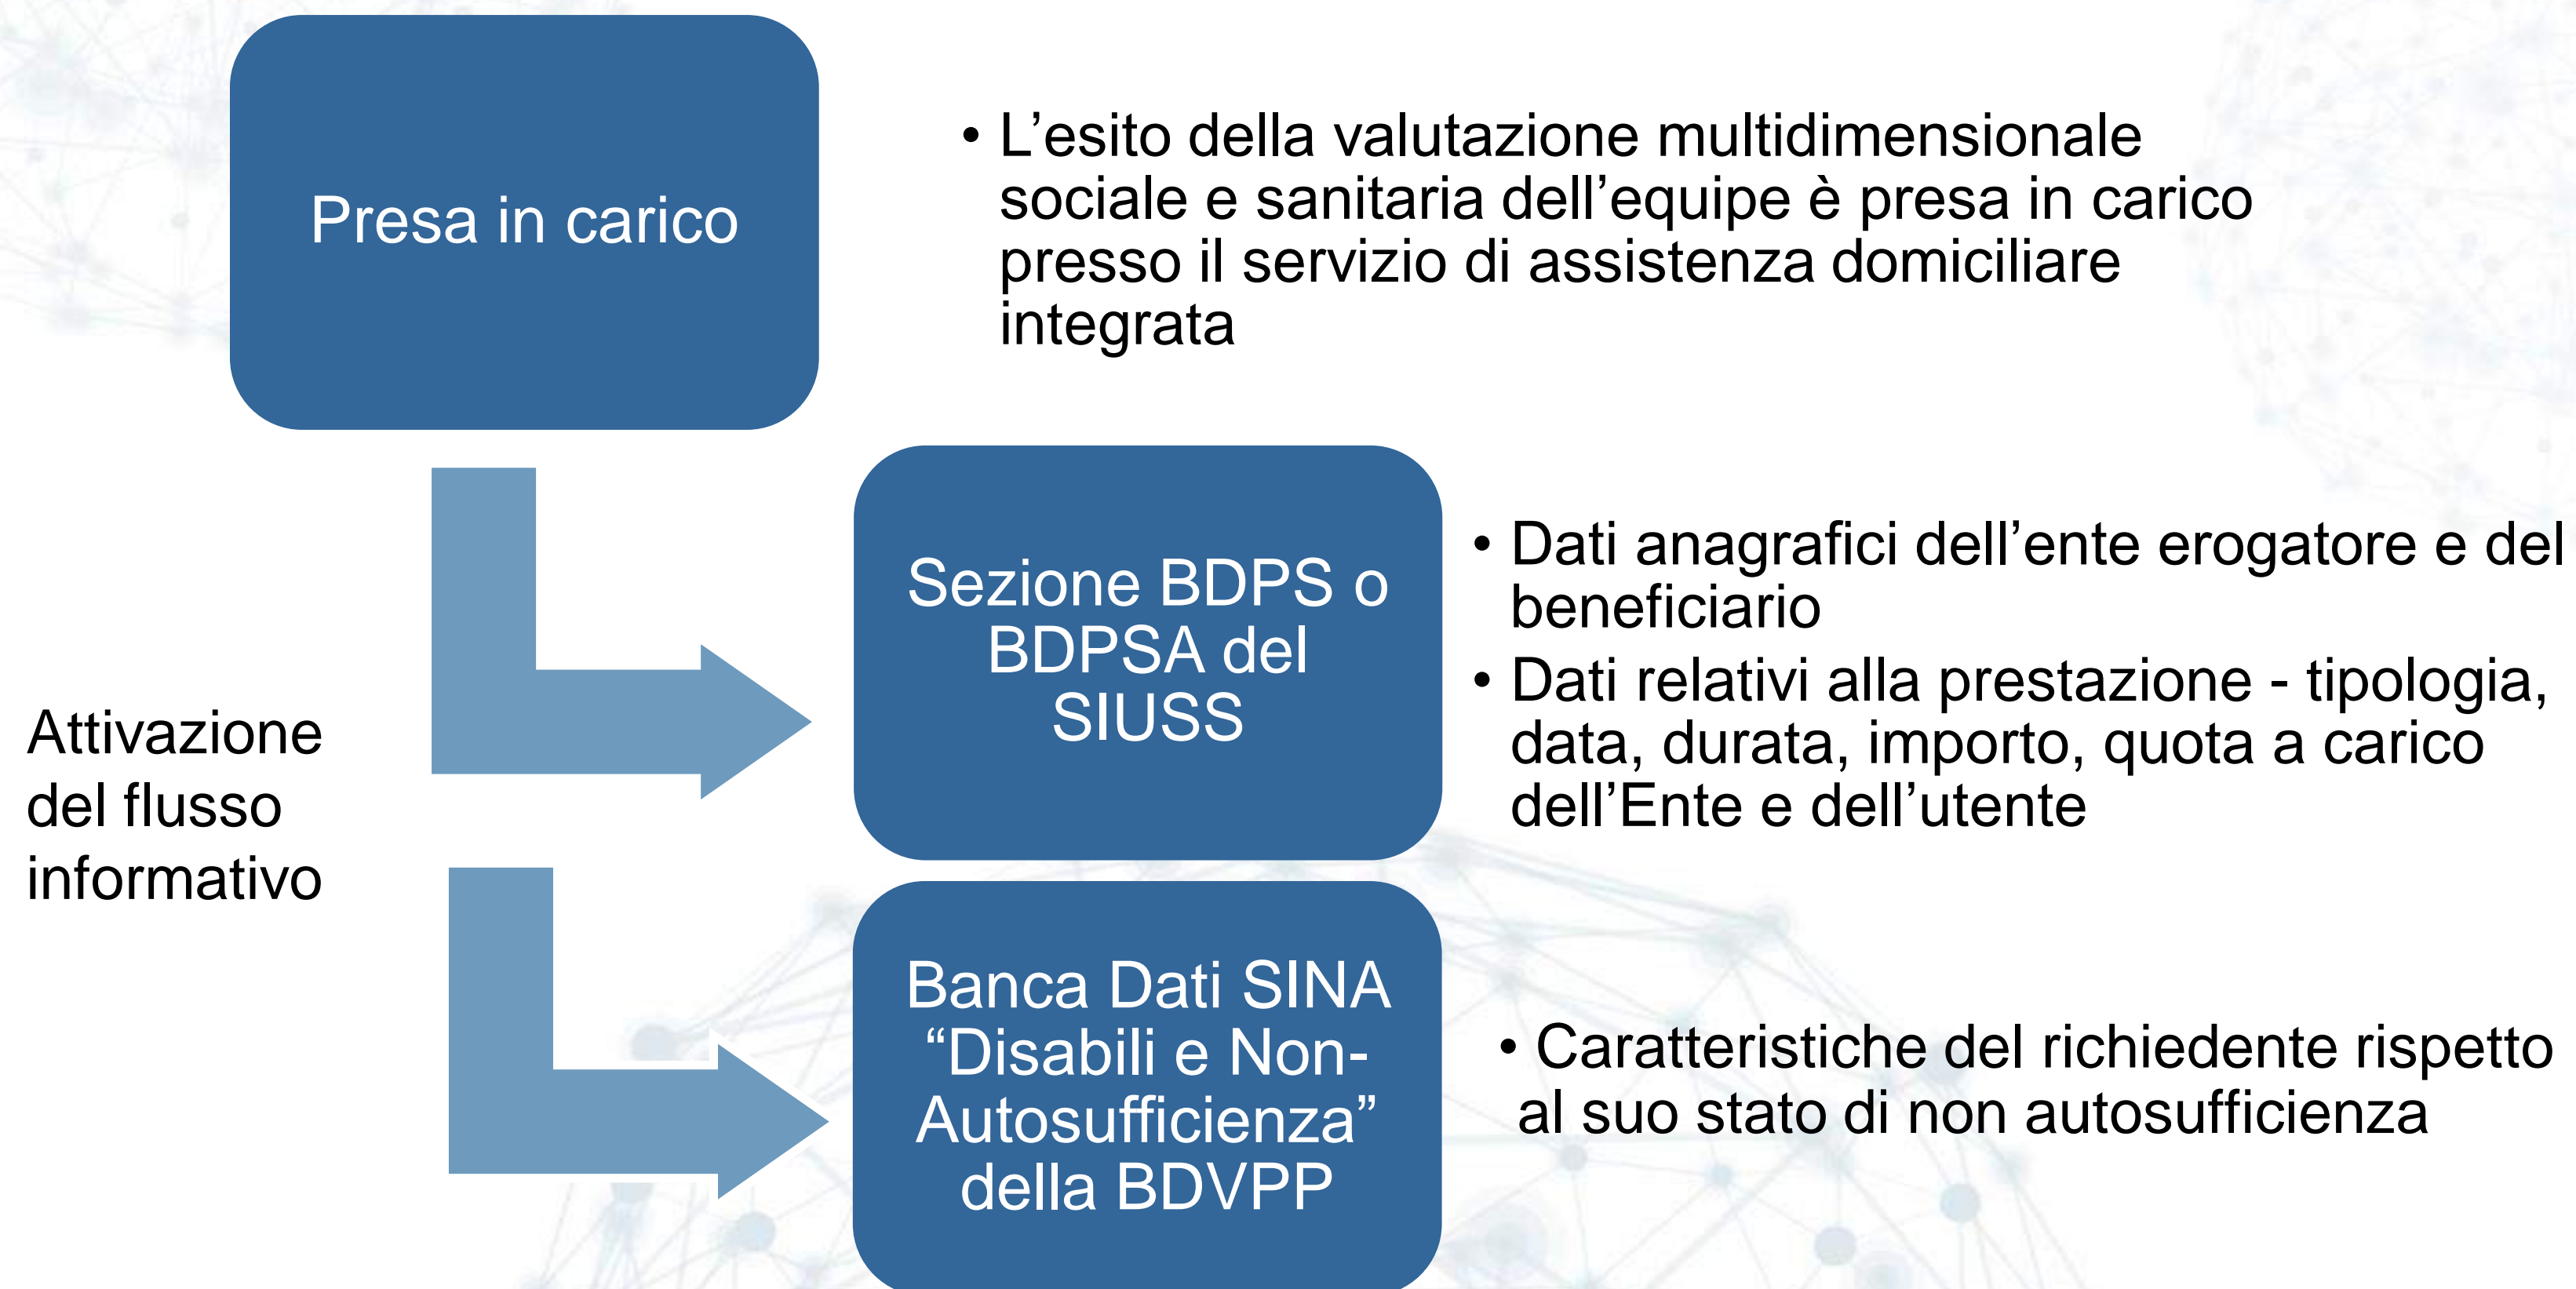 Presa in carico
• L’esito della valutazione multidimensionale
sociale e sanitaria dell’equipe è presa in carico
presso il servizio di assistenza domiciliare
integrata
Attivazione
del flusso
informativo
Sezione BDPS o
BDPSA del
SIUSS
• Dati anagrafici dell’ente erogatore e del
beneficiario
• Dati relativi alla prestazione - tipologia,
data, durata, importo, quota a carico
dell’Ente e dell’utente
Banca Dati SINA
“Disabili e Non-
Autosufficienza”
della BDVPP
• Caratteristiche del richiedente rispetto
al suo stato di non autosufficienza